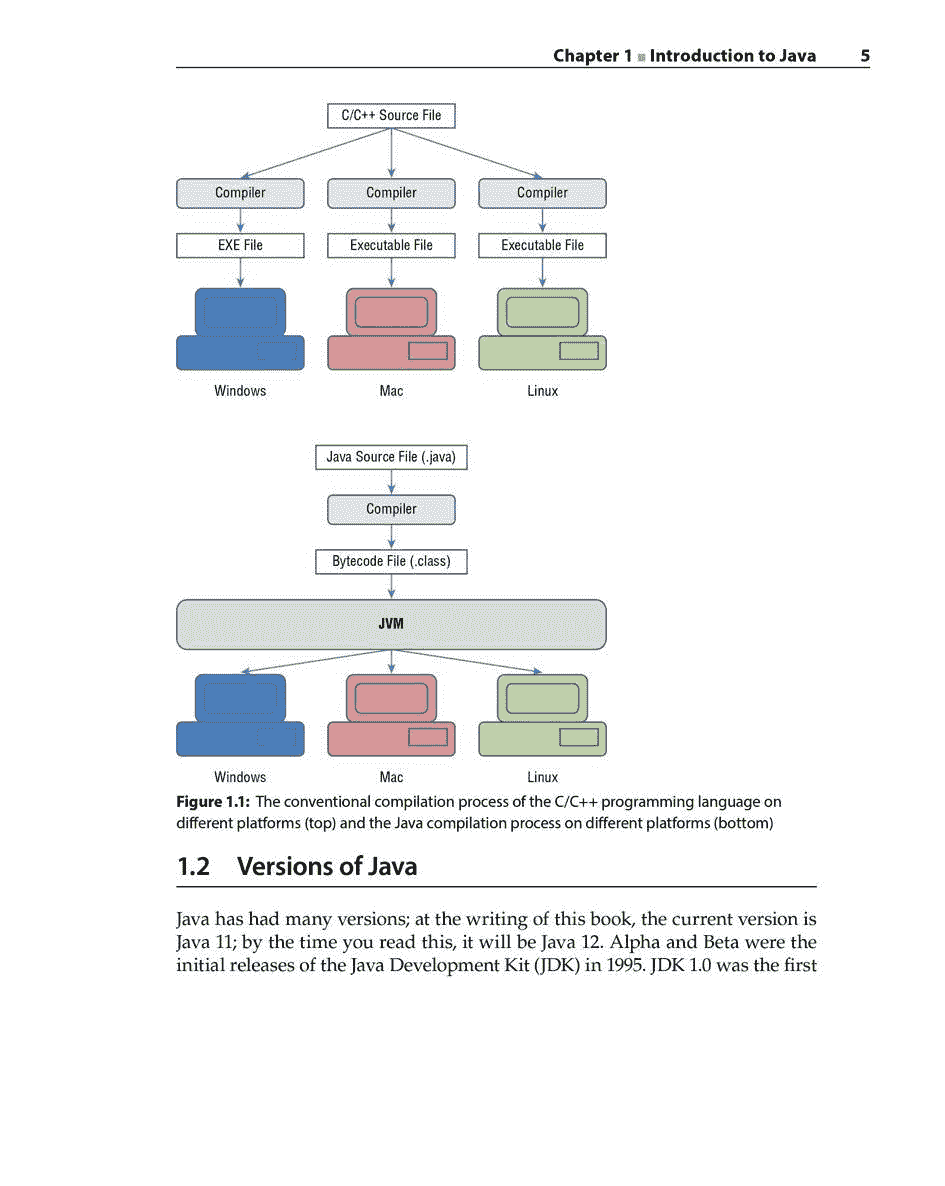 Chapter 1 ■ Introduction to Java 5
C/C++ Source File
Compiler Compiler Compiler
EXE File Executable File Executable File
Windows Mac Linux
Java Source File (.java)
Compiler
Bytecode File (.class)
JVM
Windows Mac Linux
Figure 1.1: The conventional compilation process of the C/C++ programming language on
different platforms (top) and the Java compilation process on different platforms (bottom)
1.2 Versions of Java
Java has had many versions; at the writing of this book, the current version is
Java 11; by the time you read this, it will be Java 12. Alpha and Beta were the
initial releases of the Java Development Kit (JDK) in 1995. JDK 1.0 was the first